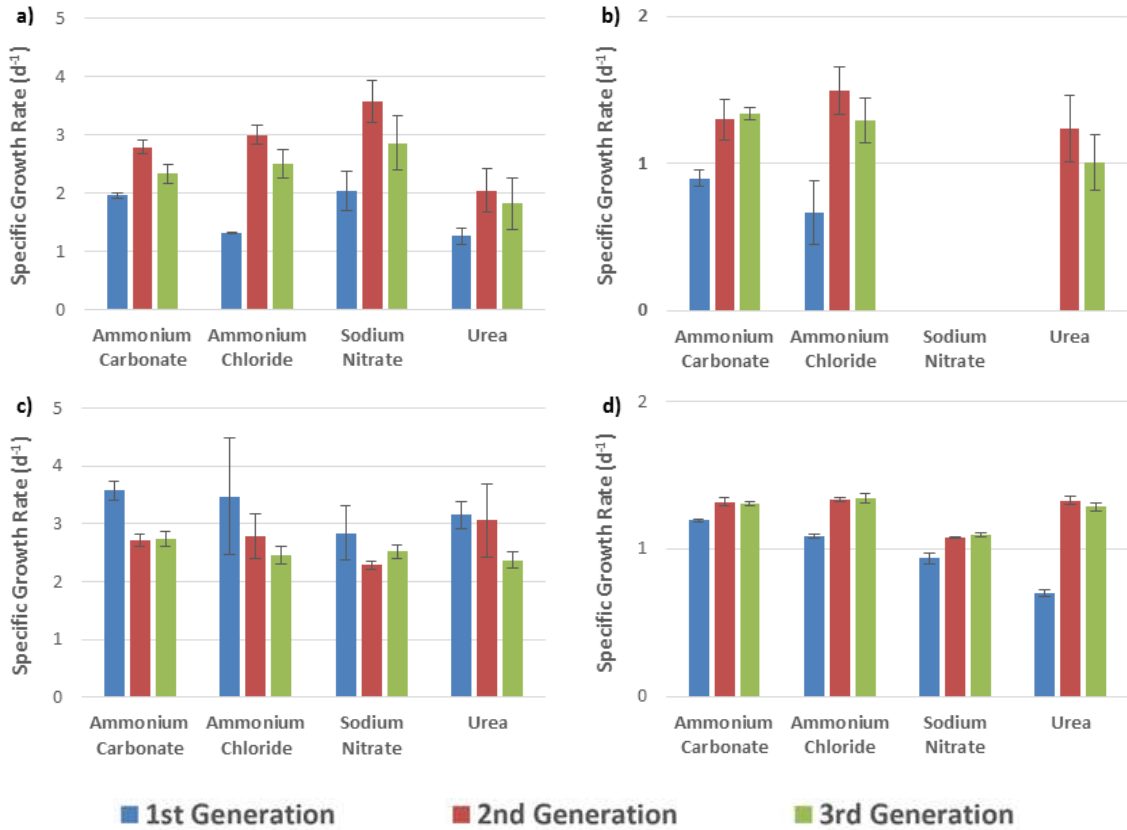 a)
Specific Growth Rate (d-1)
5
4
3
2
1
0
Ammonium Carbonate
Ammonium Chloride
Sodium Nitrate
Urea
b)
Specific Growth Rate (d-1)
2
1
0
Ammonium Carbonate
Ammonium Chloride
Sodium Nitrate
Urea
c)
Specific Growth Rate (d-1)
5
4
3
2
1
0
Ammonium Carbonate
Ammonium Chloride
Sodium Nitrate
Urea
d)
Specific Growth Rate (d-1)
2
1
0
Ammonium Carbonate
Ammonium Chloride
Sodium Nitrate
Urea
1st Generation
2nd Generation
3rd Generation